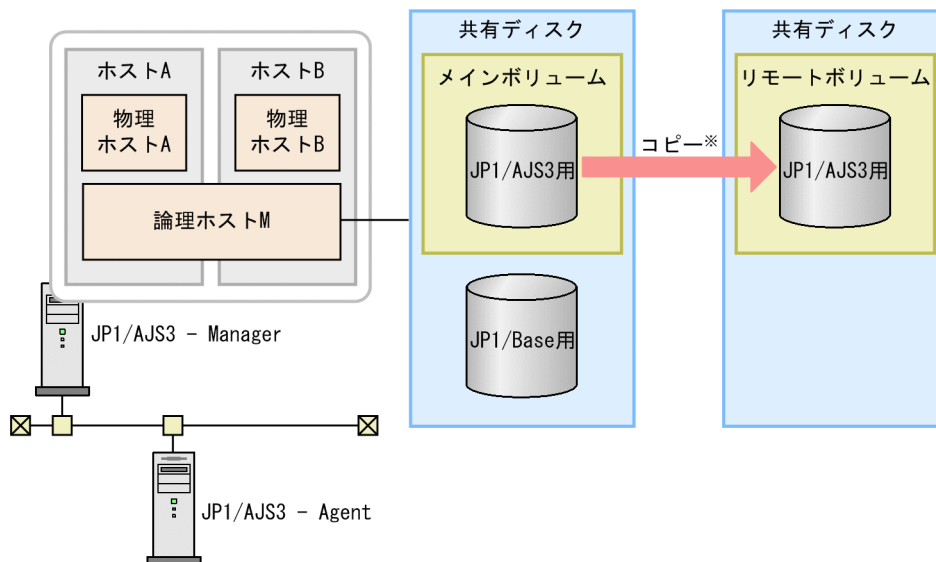 ホストA
ホストB
物理
ホストA
物理
ホストB
論理ホストM
JP1/AJS3 − Manager
JP1/AJS3 − Agent
共有ディスク
メインボリューム
JP1/AJS3用
JP1/Base用
コピー※
共有ディスク
リモートボリューム
JP1/AJS3用